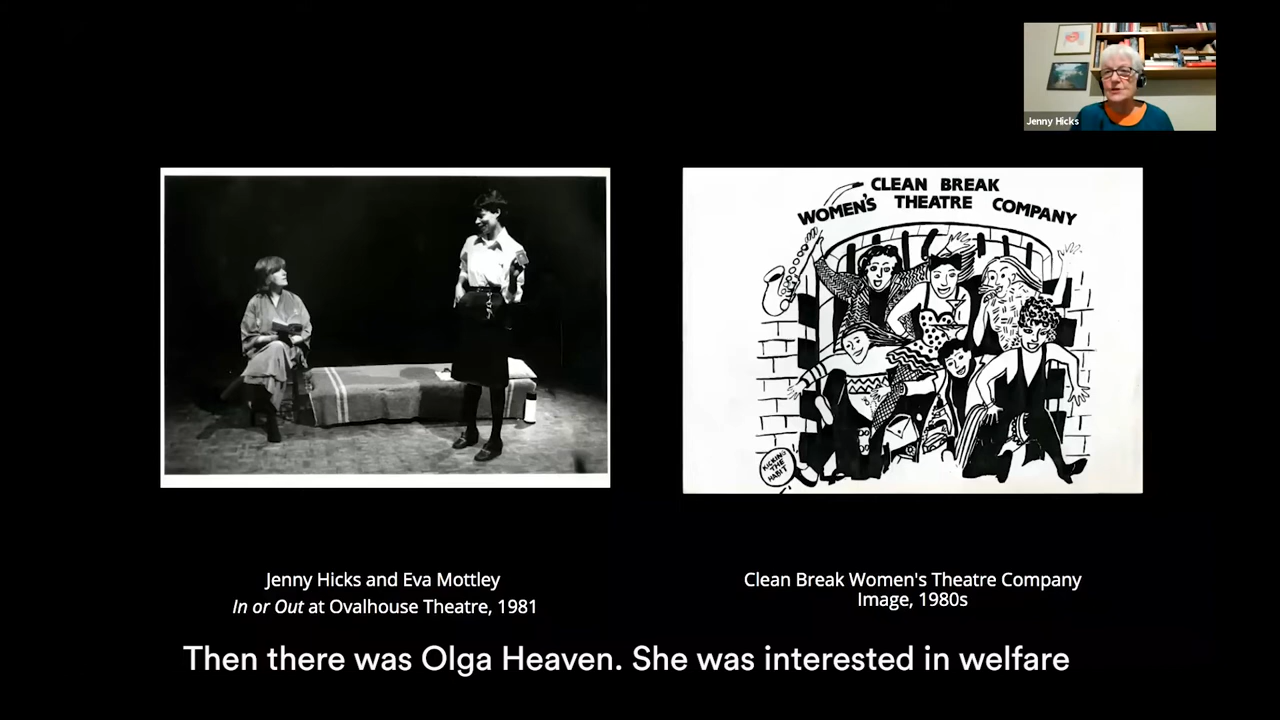 Jenny Hicks
CLEAN BREAK
WOMEN'S THEATRE COMPANY
KICKING
THE
HABIT
Jenny Hicks and Eva Mottley
In or Out at Ovalhouse Theatre, 1981
Clean Break Women's Theatre Company
Image, 1980s
Then there was Olga Heaven. She was interested in welfare